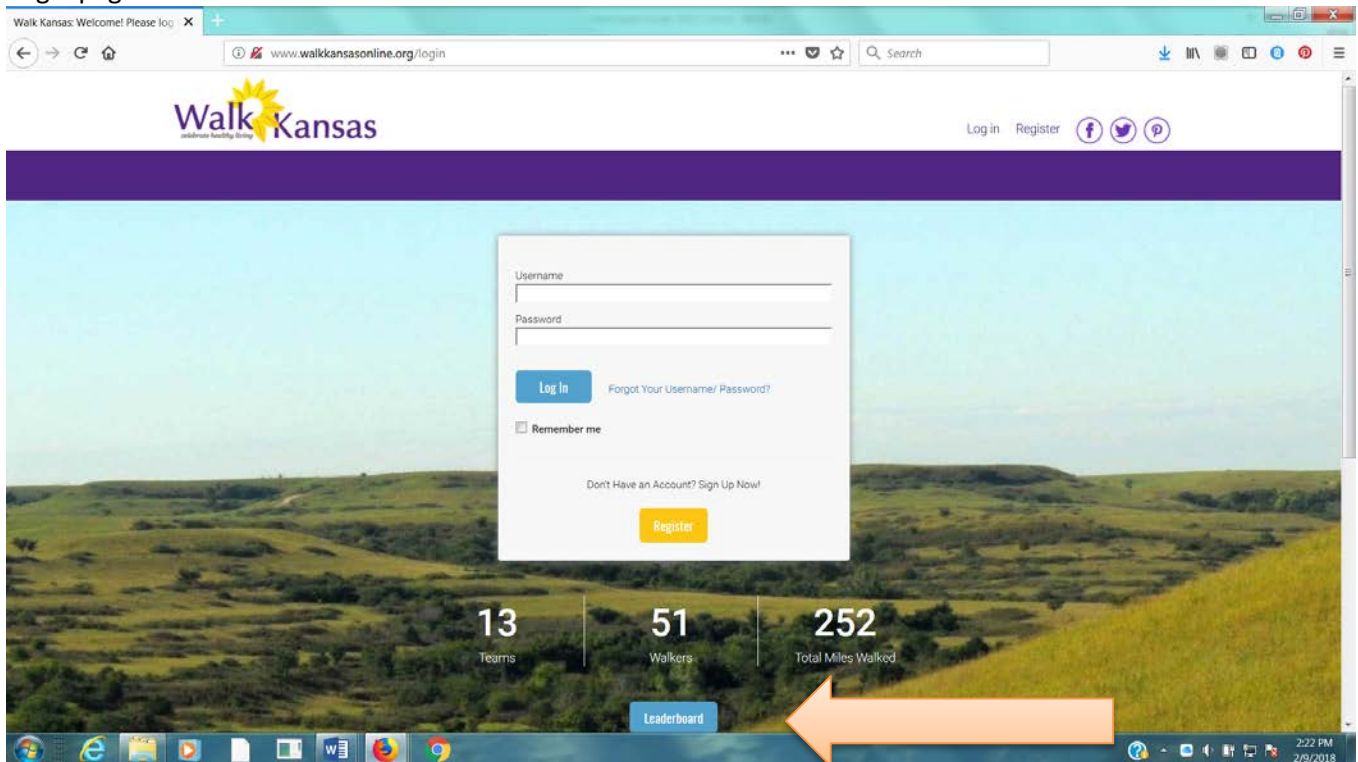 Walk Kansas: Welcome! Please log
www.walkkansasonline.org/login
Search
Walk Kansas
celebrate healthy living
Log in Register
Username
Password
Log In Forgot Your Username/ Password?
Remember me
Don't Have an Account? Sign Up Now!
Register
13 51 252
Teams Walkers Total Miles Walked
Leaderboard
2:22 PM
2/9/2018